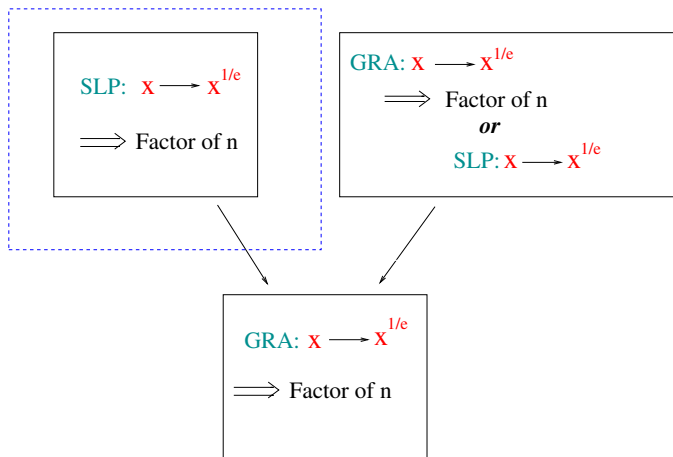 SLP: x → x^{1/e}
⟹ Factor of n
GRA: x → x^{1/e}
⟹ Factor of n
or
SLP: x → x^{1/e}
GRA: x → x^{1/e}
⟹ Factor of n